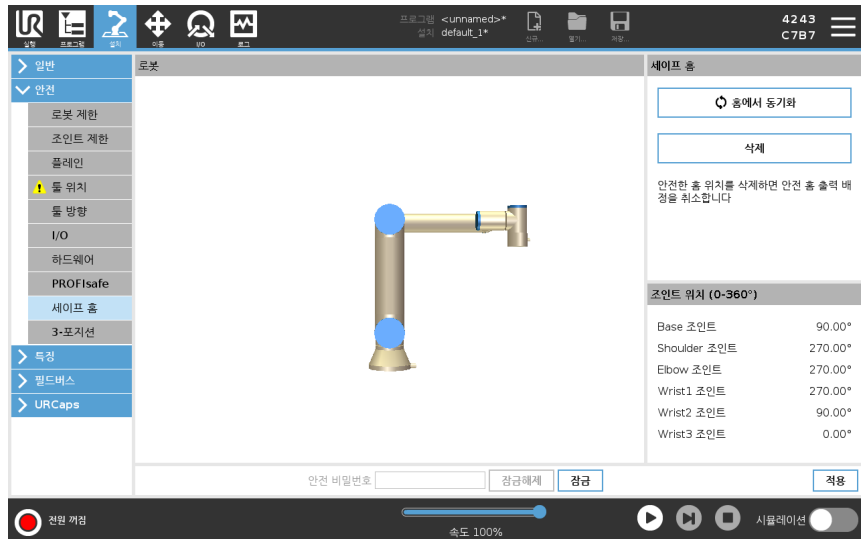 UR
실행
프로그램
설치
이동
I/O
로그
프로그램 <unnamed>*
설치 default_1*
신규...
열기...
저장...
4243
C7B7
일반
안전
로봇 제한
조인트 제한
플레인
툴 위치
툴 방향
I/O
하드웨어
PROFIsafe
세이프 홈
3-포지션
특징
필드버스
URCaps
로봇
세이프 홈
홈에서 동기화
삭제
안전한 홈 위치를 삭제하면 안전 홈 출력 배
정을 취소합니다
조인트 위치 (0-360°)
Base 조인트 90.00°
Shoulder 조인트 270.00°
Elbow 조인트 270.00°
Wrist1 조인트 270.00°
Wrist2 조인트 90.00°
Wrist3 조인트 0.00°
안전 비밀번호 잠금해제 잠금 적용
전원 꺼짐
속도 100%
시뮬레이션